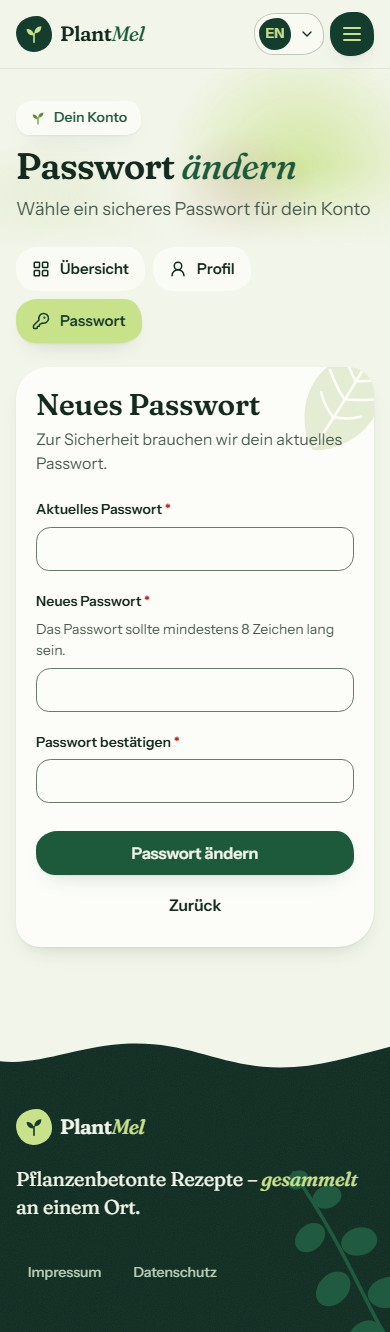 PlantMel
EN
Dein Konto
Passwort ändern
Wähle ein sicheres Passwort für dein Konto
Übersicht
Profil
Passwort
Neues Passwort
Zur Sicherheit brauchen wir dein aktuelles
Passwort.
Aktuelles Passwort *
Neues Passwort *
Das Passwort sollte mindestens 8 Zeichen lang
sein.
Passwort bestätigen *
Passwort ändern
Zurück
PlantMel
Pflanzenbetonte Rezepte – gesammelt
an einem Ort.
Impressum
Datenschutz